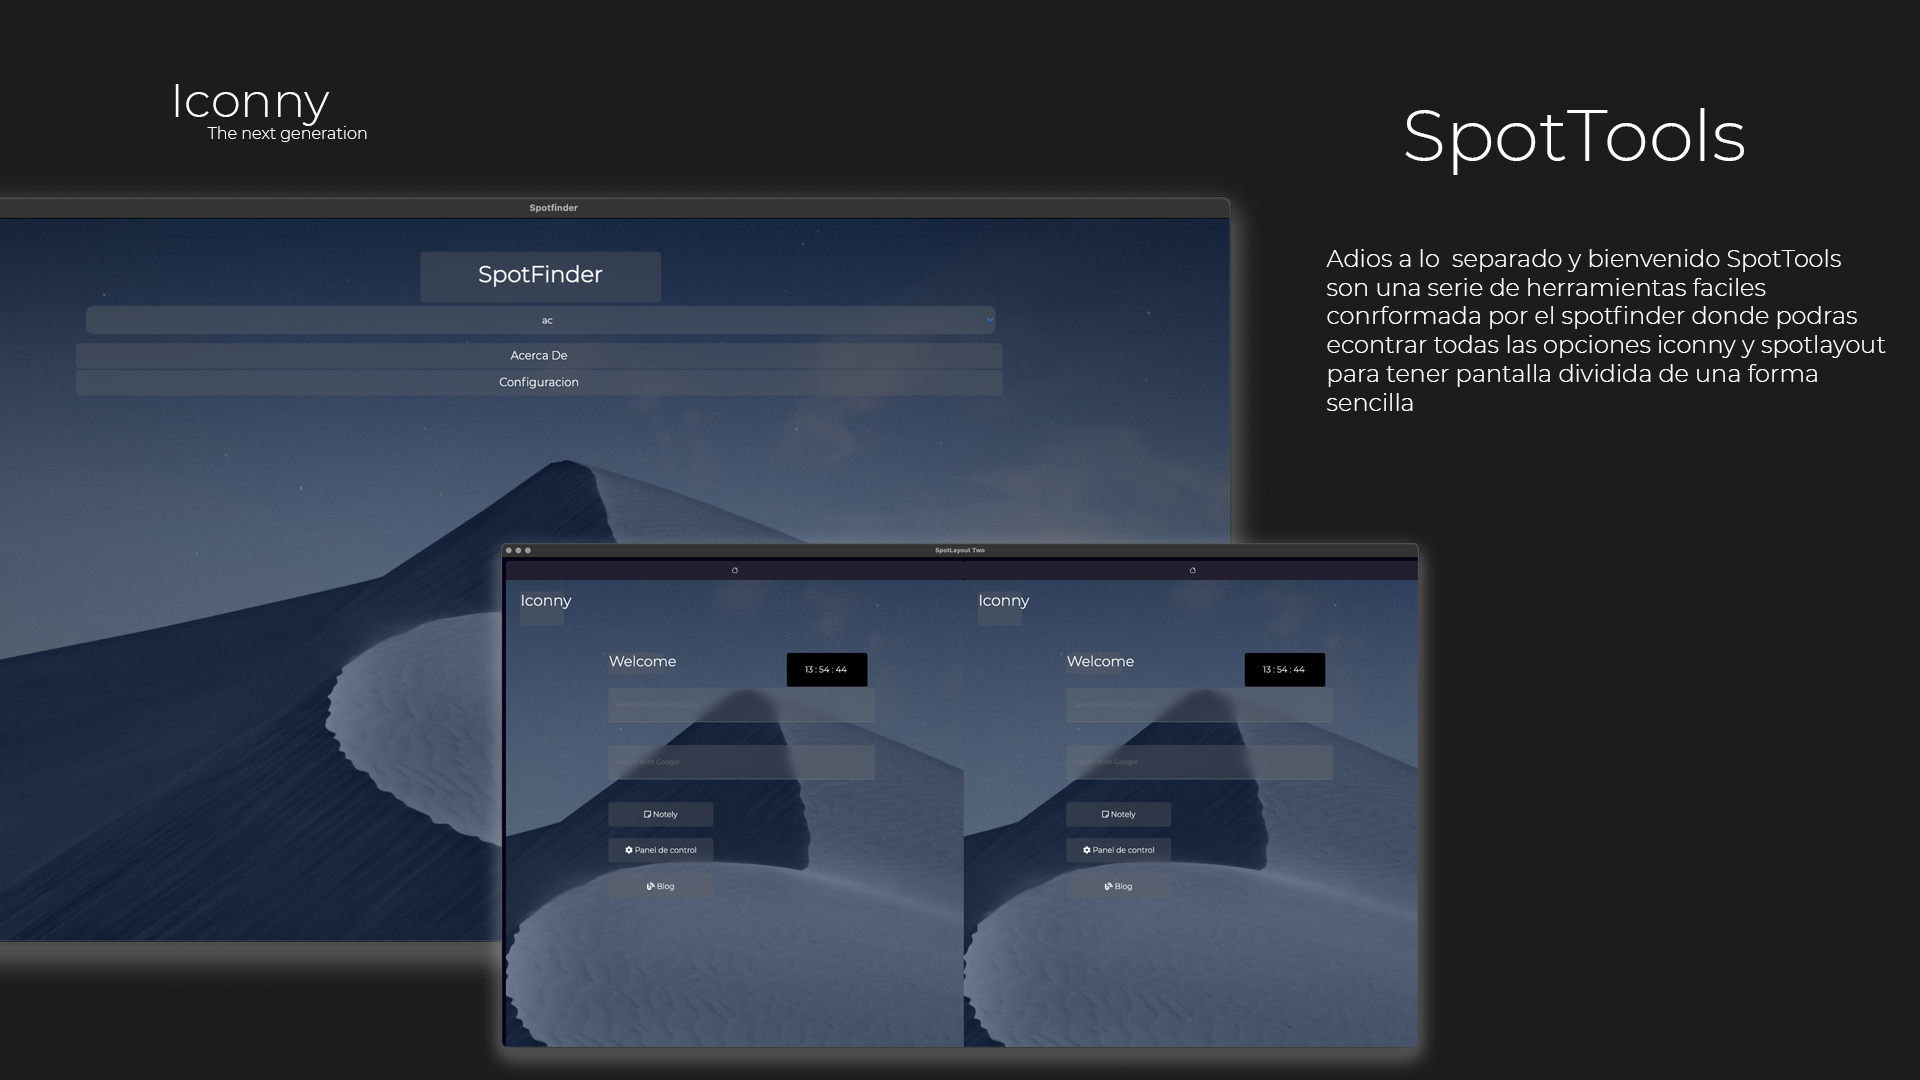 Iconny
The next generation
SpotTools
Adios a lo  separado y bienvenido SpotTools
son una serie de herramientas faciles
conrformada por el spotfinder donde podras
econtrar todas las opciones iconny y spotlayout
para tener pantalla dividida de una forma
sencilla
Spotfinder
SpotFinder
ac
Acerca De
Configuracion
SpotLayout Two
Iconny
Welcome
13 : 54 : 44
Search With DuckDuckGo
Search With Google
Notely
Panel de control
Blog
Iconny
Welcome
13 : 54 : 44
Search With DuckDuckGo
Search With Google
Notely
Panel de control
Blog